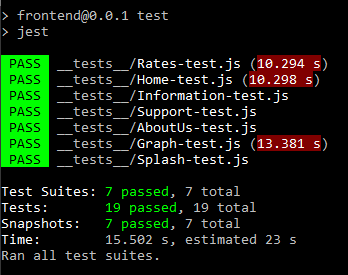 > frontend@0.0.1 test
> jest
PASS __tests__/Rates-test.js (10.294 s)
PASS __tests__/Home-test.js (10.298 s)
PASS __tests__/Information-test.js
PASS __tests__/Support-test.js
PASS __tests__/AboutUs-test.js
PASS __tests__/Graph-test.js (13.381 s)
PASS __tests__/Splash-test.js
Test Suites: 7 passed, 7 total
Tests: 19 passed, 19 total
Snapshots: 7 passed, 7 total
Time: 15.502 s, estimated 23 s
Ran all test suites.